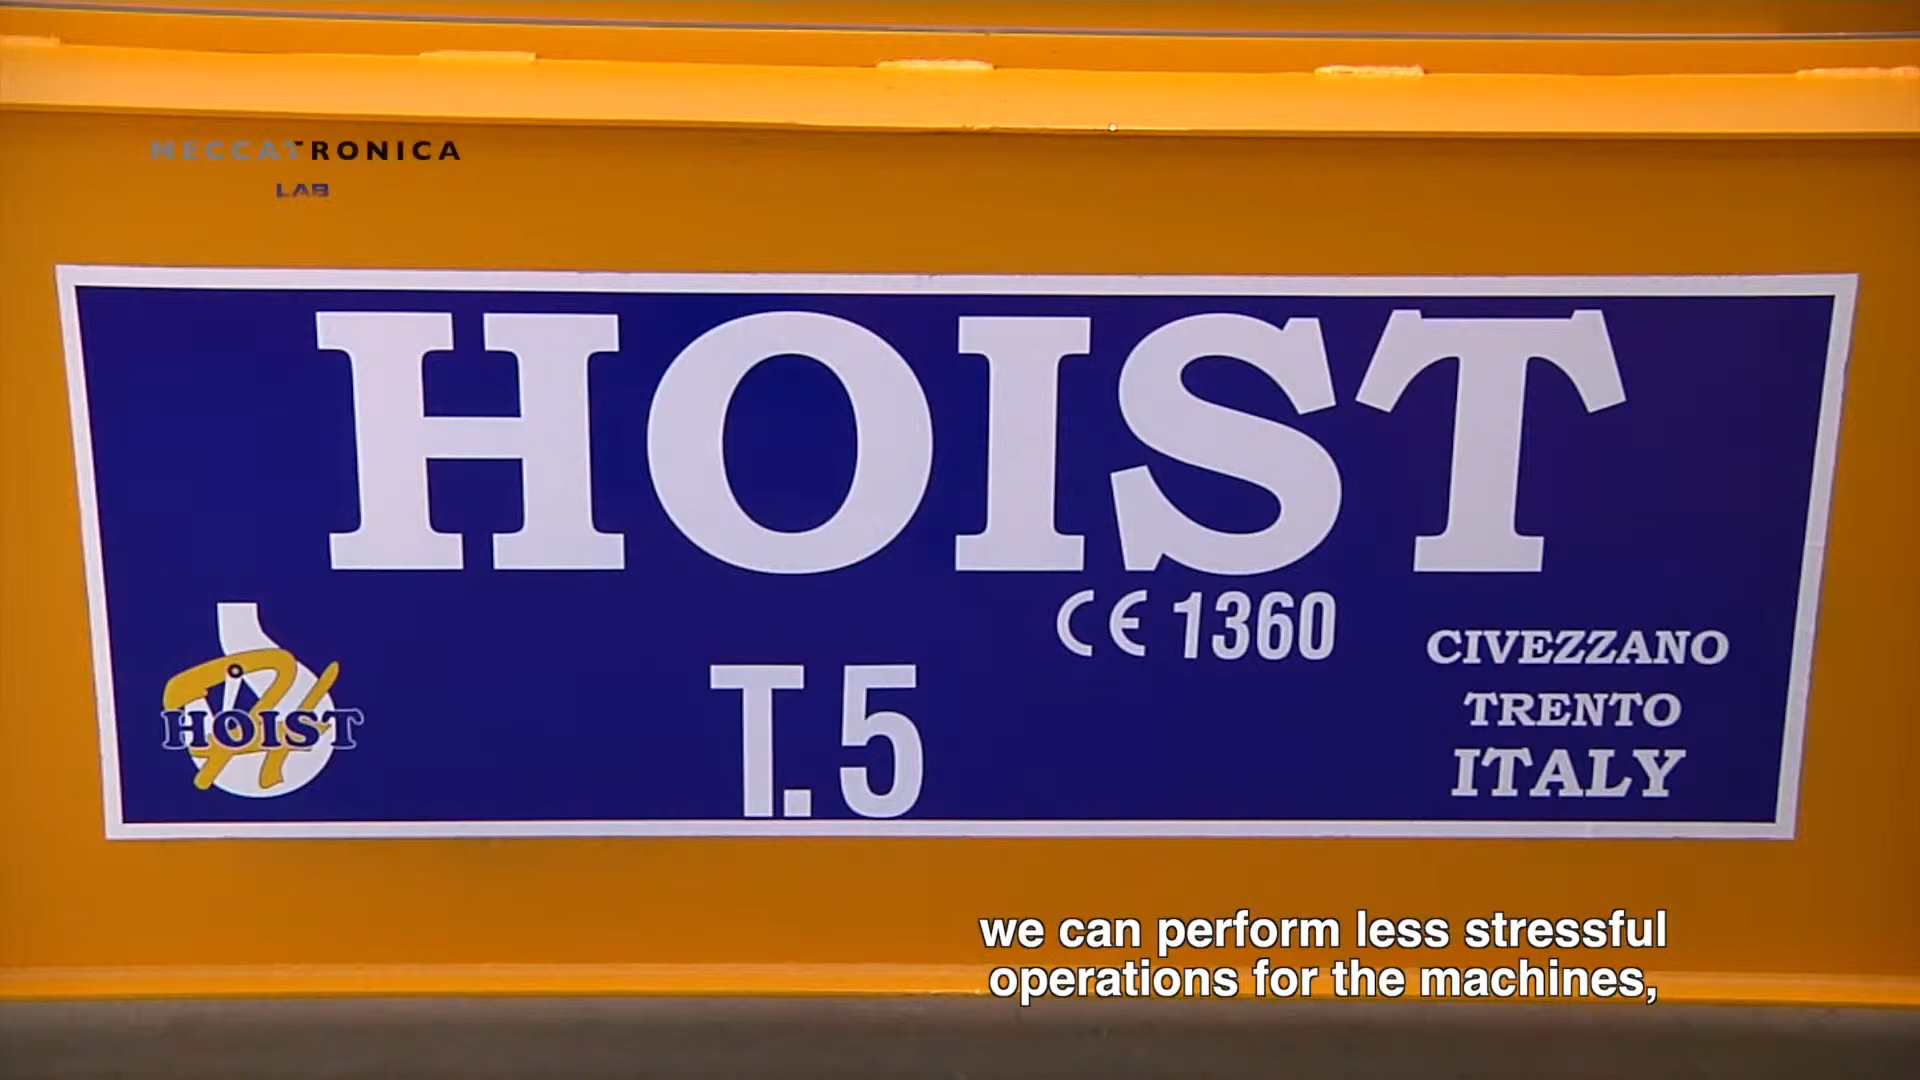 MECCATRONICA
LAB
HOIST
CE 1360
CIVEZZANO
TRENTO
ITALY
T.5
HOIST
we can perform less stressful
operations for the machines,